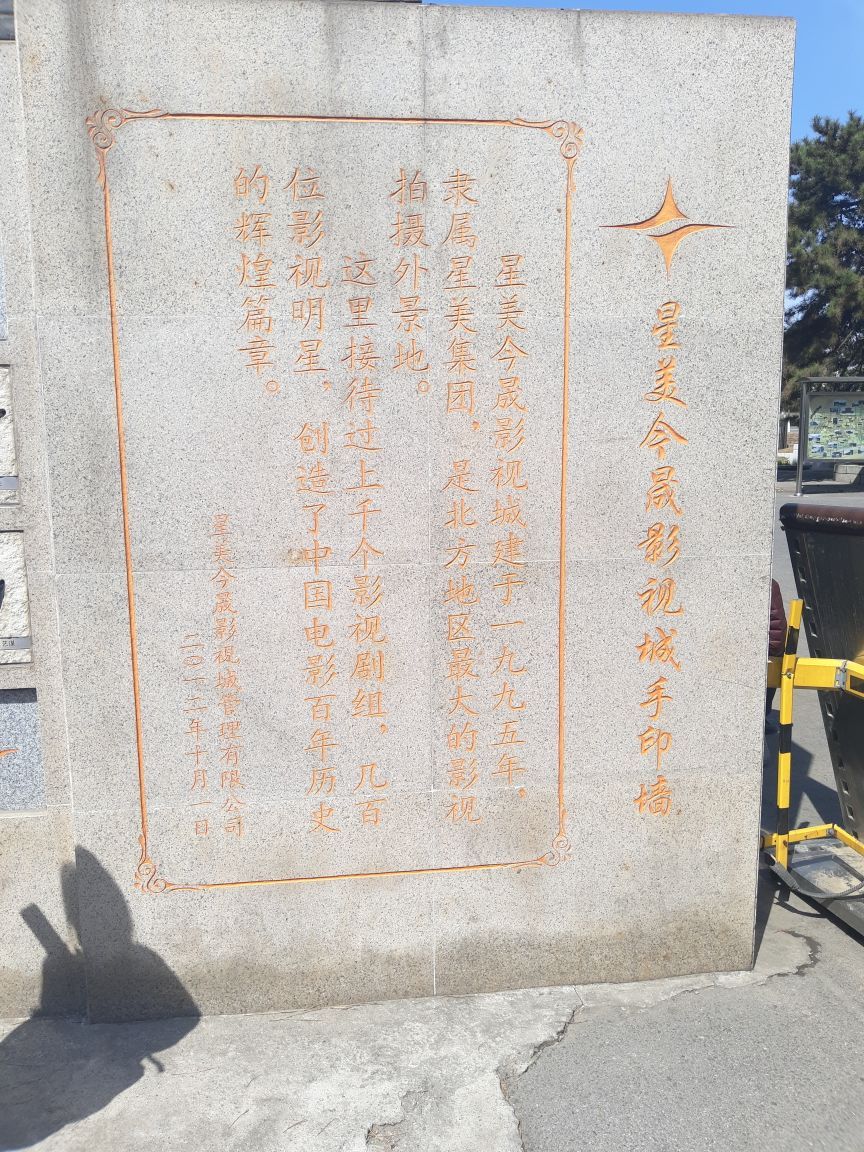 星美今晟影视城手印墙
星美今晟影视城建于一九九五年，
隶属星美集团，是北方地区最大的影视
拍摄外景地。
这里接待过上千个影视剧组，几百
位影视明星，创造了中国电影百年历史
的辉煌篇章。
星美今晟影视城管理有限公司
二〇一二年十月一日